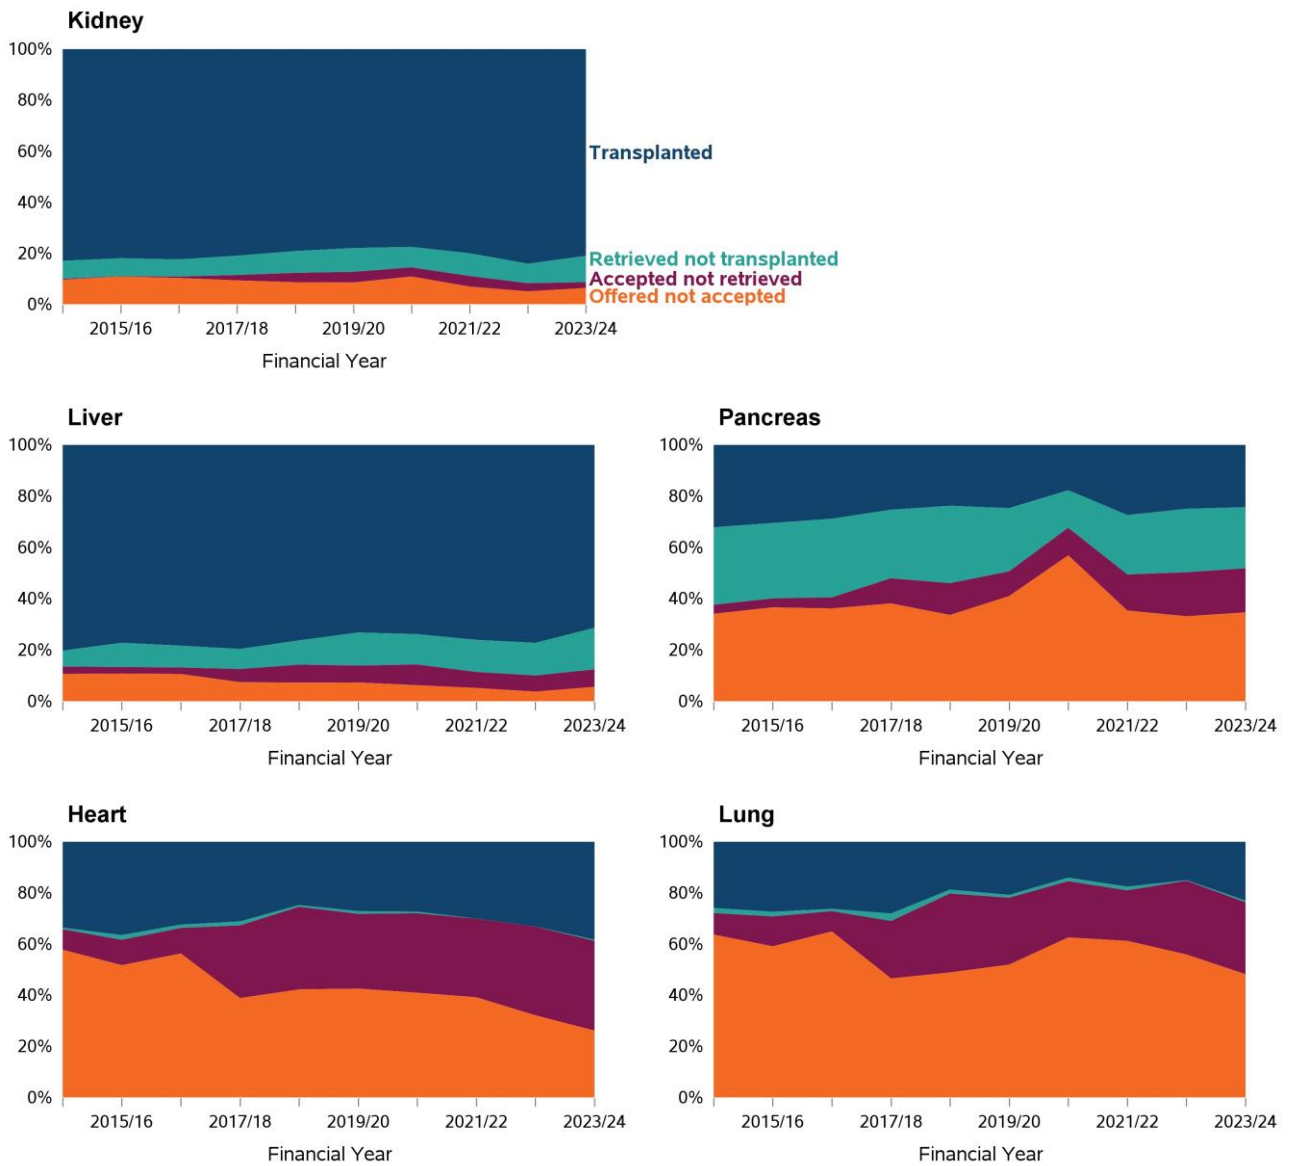 Kidney
100%
80%
60%
40%
20%
0%
Transplanted
Retrieved not transplanted
Accepted not retrieved
Offered not accepted
2015/16 2017/18 2019/20 2021/22 2023/24
Financial Year
Liver
100%
80%
60%
40%
20%
0%
2015/16 2017/18 2019/20 2021/22 2023/24
Financial Year
Pancreas
100%
80%
60%
40%
20%
0%
2015/16 2017/18 2019/20 2021/22 2023/24
Financial Year
Heart
100%
80%
60%
40%
20%
0%
2015/16 2017/18 2019/20 2021/22 2023/24
Financial Year
Lung
100%
80%
60%
40%
20%
0%
2015/16 2017/18 2019/20 2021/22 2023/24
Financial Year